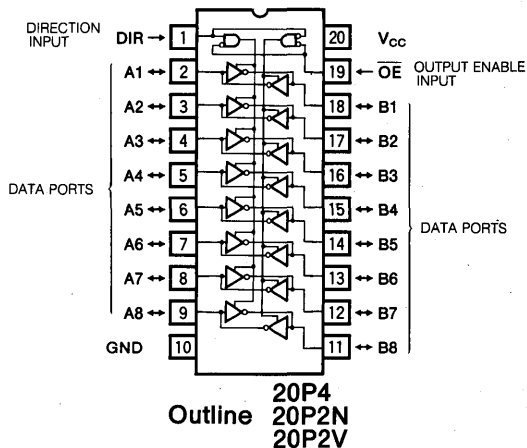 DIRECTION
INPUT
DIR 1 20 VCC
A1 2 19 OE OUTPUT ENABLE
INPUT
A2 3 18 B1
A3 4 17 B2
A4 5 16 B3
DATA PORTS
A5 6 15 B4
A6 7 14 B5
DATA PORTS
A7 8 13 B6
A8 9 12 B7
GND 10 11 B8
Outline 20P4
20P2N
20P2V